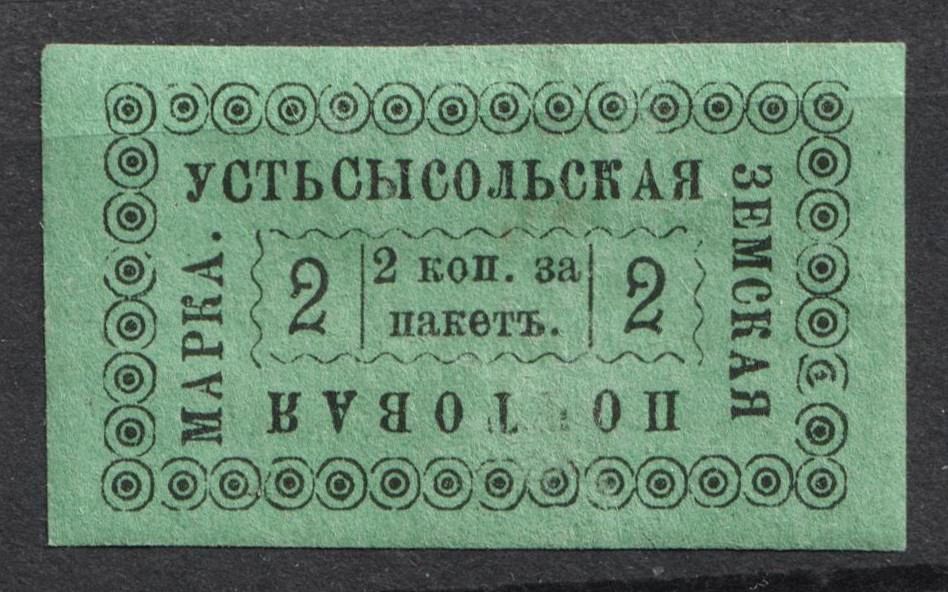 УСТЬСЫСОЛЬСКАЯ
ЗЕМСКАЯ
ПОЧТОВАЯ
МАРКА.
2
2 коп. за
пакетъ.
2